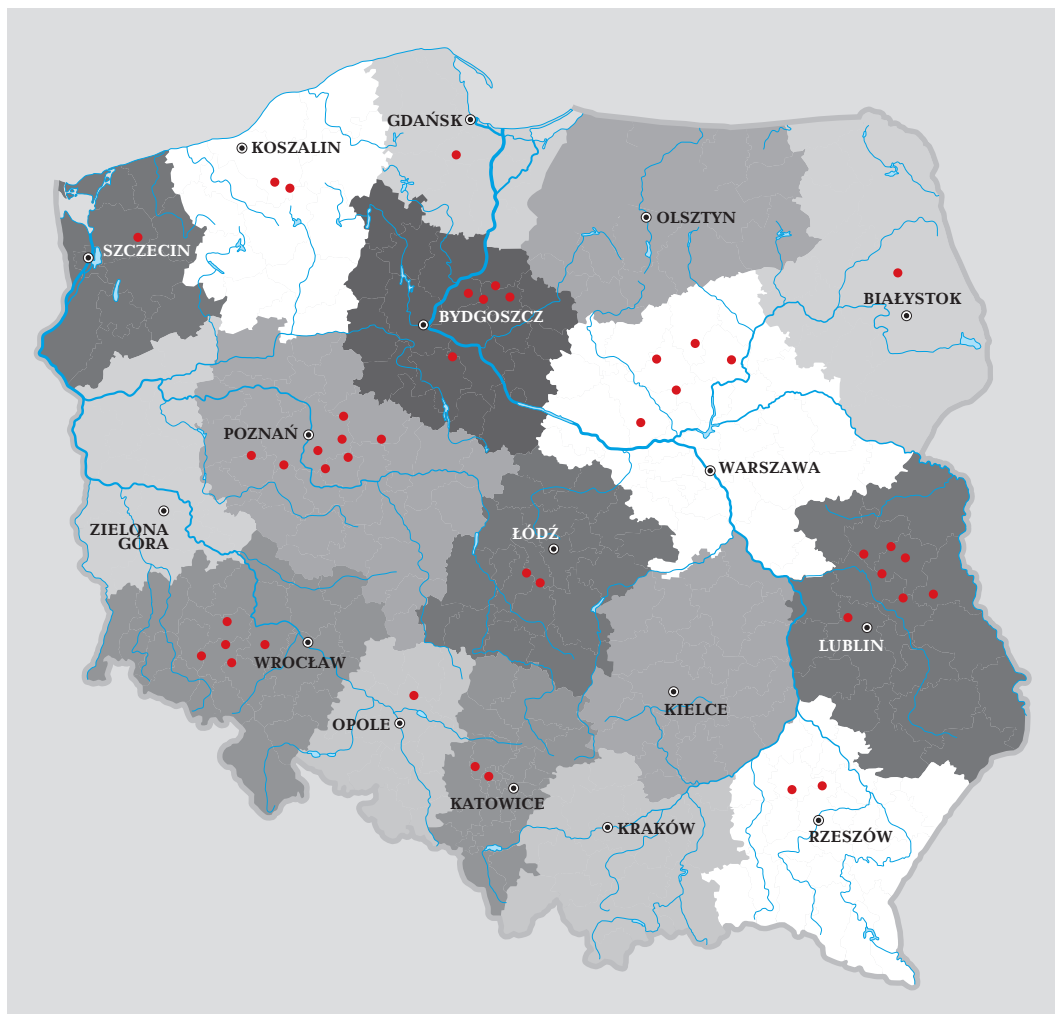 GDAŃSK
KOSZALIN
OLSZTYN
SZCZECIN
BIAŁYSTOK
BYDGOSZCZ
POZNAŃ
WARSZAWA
ZIELONA
GÓRA
ŁÓDŹ
LUBLIN
WROCŁAW
KIELCE
OPOLE
KATOWICE
KRAKÓW
RZESZÓW